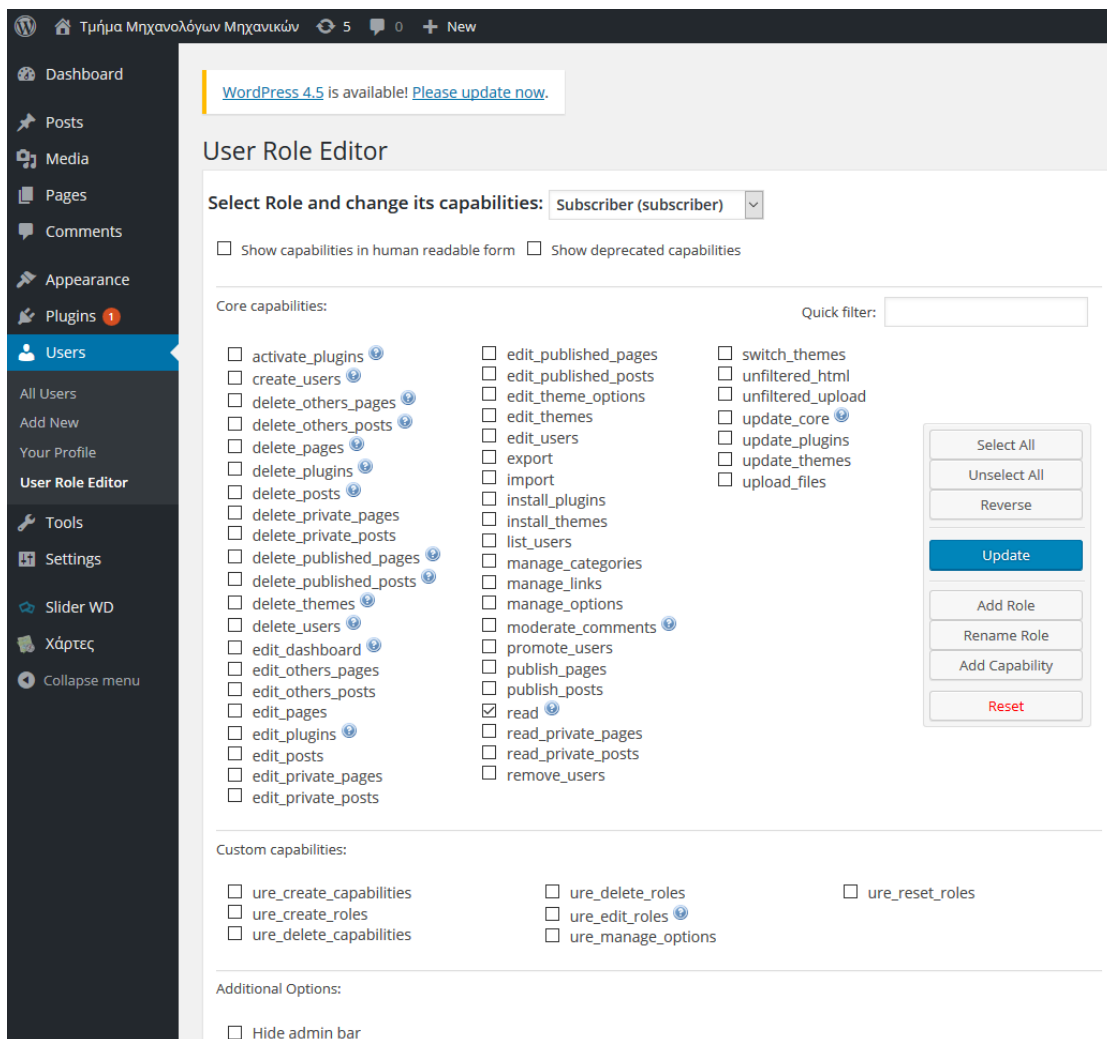 Τμήμα Μηχανολόγων Μηχανικών 5 0 + New
Dashboard
Posts
Media
Pages
Comments
Appearance
Plugins 1
Users
All Users
Add New
Your Profile
User Role Editor
Tools
Settings
Slider WD
Χάρτες
Collapse menu
WordPress 4.5 is available! Please update now.
User Role Editor
Select Role and change its capabilities: Subscriber (subscriber)
Show capabilities in human readable form Show deprecated capabilities
Core capabilities:
Quick filter:
activate_plugins
create_users
delete_others_pages
delete_others_posts
delete_pages
delete_plugins
delete_posts
delete_private_pages
delete_private_posts
delete_published_pages
delete_published_posts
delete_themes
delete_users
edit_dashboard
edit_others_pages
edit_others_posts
edit_pages
edit_plugins
edit_posts
edit_private_pages
edit_private_posts
edit_published_pages
edit_published_posts
edit_theme_options
edit_themes
edit_users
export
import
install_plugins
install_themes
list_users
manage_categories
manage_links
manage_options
moderate_comments
promote_users
publish_pages
publish_posts
read
read_private_pages
read_private_posts
remove_users
switch_themes
unfiltered_html
unfiltered_upload
update_core
update_plugins
update_themes
upload_files
Select All
Unselect All
Reverse
Update
Add Role
Rename Role
Add Capability
Reset
Custom capabilities:
ure_create_capabilities
ure_create_roles
ure_delete_capabilities
ure_delete_roles
ure_edit_roles
ure_manage_options
ure_reset_roles
Additional Options:
Hide admin bar